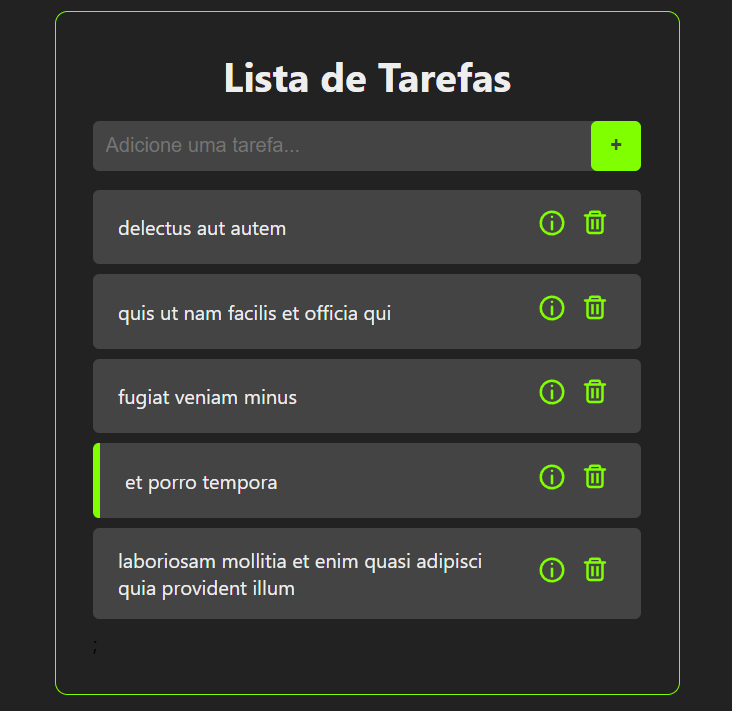 Lista de Tarefas
Adicione uma tarefa...
+
delectus aut autem
quis ut nam facilis et officia qui
fugiat veniam minus
et porro tempora
laboriosam mollitia et enim quasi adipisci
quia provident illum
;